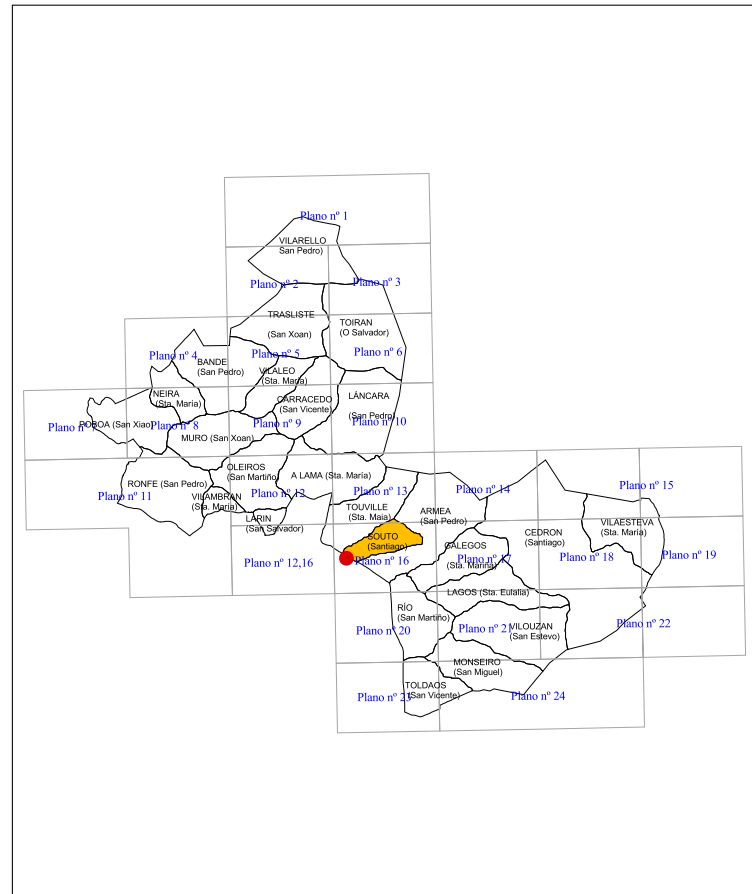 Plano nº 1
VILARELLO
San Pedro)
Plano nº 2
Plano nº 3
TRASLISTE
(San Xoan)
TOIRAN
(O Salvador)
Plano nº 4
Plano nº 5
Plano nº 6
BANDE
(San Pedro)
VILALEO
(Sta. María)
NEIRA
(Sta. María)
CARRACEDO
(San Vicente)
LÁNCARA
(San Pedro)
POBOA (San Xiao)
Plano nº 8
Plano nº 9
Plano nº 10
MURO (San Xoan)
OLEIROS
(San Martiño)
A LAMA (Sta. María)
RONFE (San Pedro)
Plano nº 11
VILAMBRAN
(Sta. María)
Plano nº 12
Plano nº 13
Plano nº 14
Plano nº 15
LARIN
(San Salvador)
TOUVILLE
(Sta. Maia)
ARMEA
(San Pedro)
CEDRON
(Santiago)
VILAESTEVA
(Sta. María)
SOUTO
(Santiago)
GALEGOS
(Sta. Mariña)
Plano nº 12,16
Plano nº 16
Plano nº 17
Plano nº 18
Plano nº 19
LAGOS (Sta. Eulalia)
RÍO
(San Martiño)
Plano nº 20
Plano nº 21
VILOUZAN
(San Estevo)
Plano nº 22
MONSEIRO
(San Miguel)
TOLDAOS
(San Vicente)
Plano nº 23
Plano nº 24